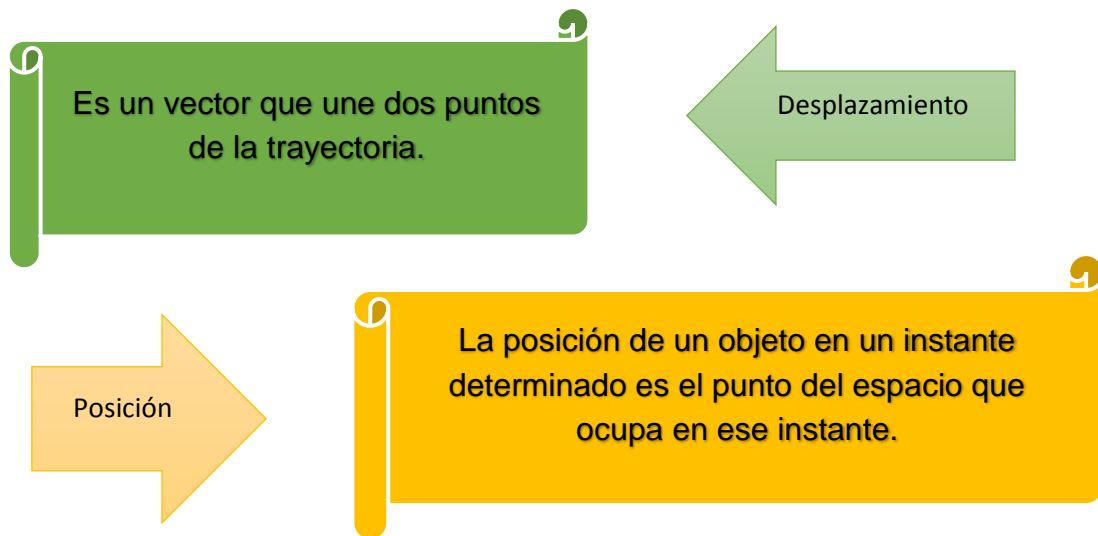 Es un vector que une dos puntos
de la trayectoria.
Desplazamiento
Posición
La posición de un objeto en un instante
determinado es el punto del espacio que
ocupa en ese instante.